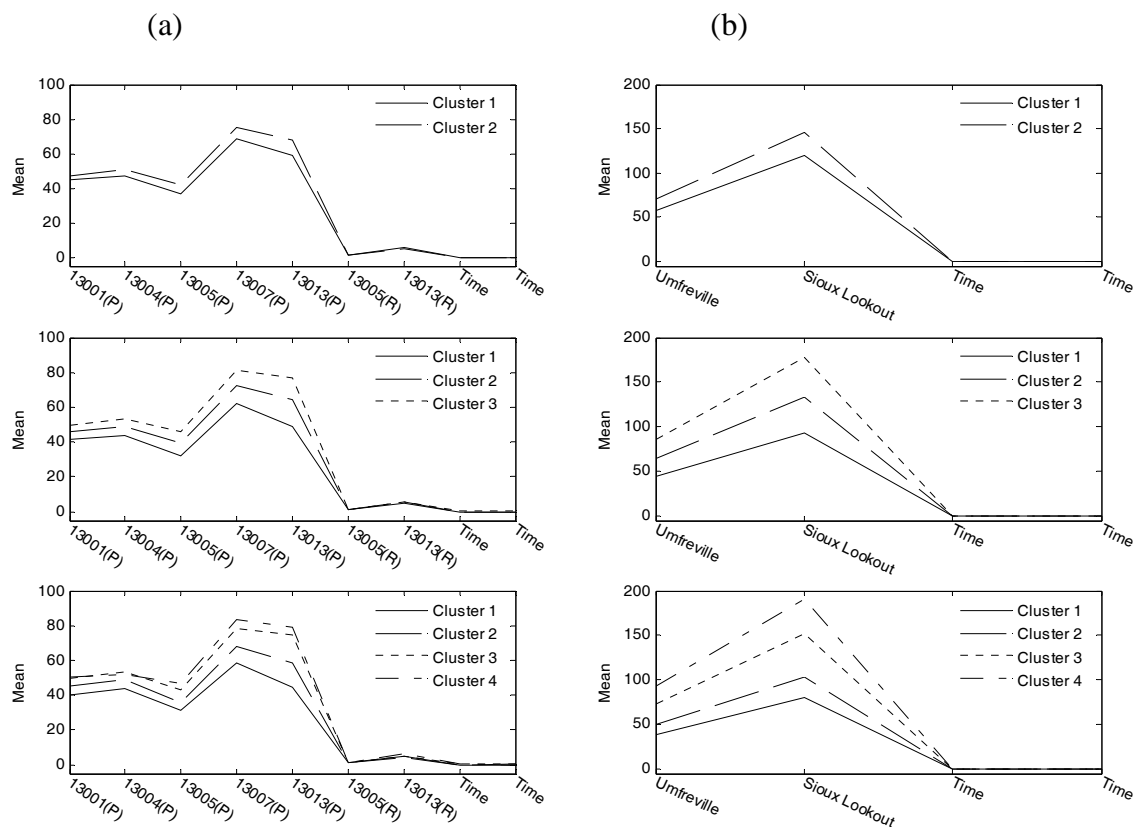 (a)
(b)
100
80
60
40
20
0
Mean
Cluster 1
Cluster 2
13001(P)
13004(P)
13005(P)
13007(P)
13013(P)
13005(R)
13013(R)
Time
Time
200
150
100
50
0
Mean
Cluster 1
Cluster 2
Umfreville
Sioux Lookout
Time
Time
100
80
60
40
20
0
Mean
Cluster 1
Cluster 2
Cluster 3
13001(P)
13004(P)
13005(P)
13007(P)
13013(P)
13005(R)
13013(R)
Time
Time
200
150
100
50
0
Mean
Cluster 1
Cluster 2
Cluster 3
Umfreville
Sioux Lookout
Time
Time
100
80
60
40
20
0
Mean
Cluster 1
Cluster 2
Cluster 3
Cluster 4
13001(P)
13004(P)
13005(P)
13007(P)
13013(P)
13005(R)
13013(R)
Time
Time
200
150
100
50
0
Mean
Cluster 1
Cluster 2
Cluster 3
Cluster 4
Umfreville
Sioux Lookout
Time
Time